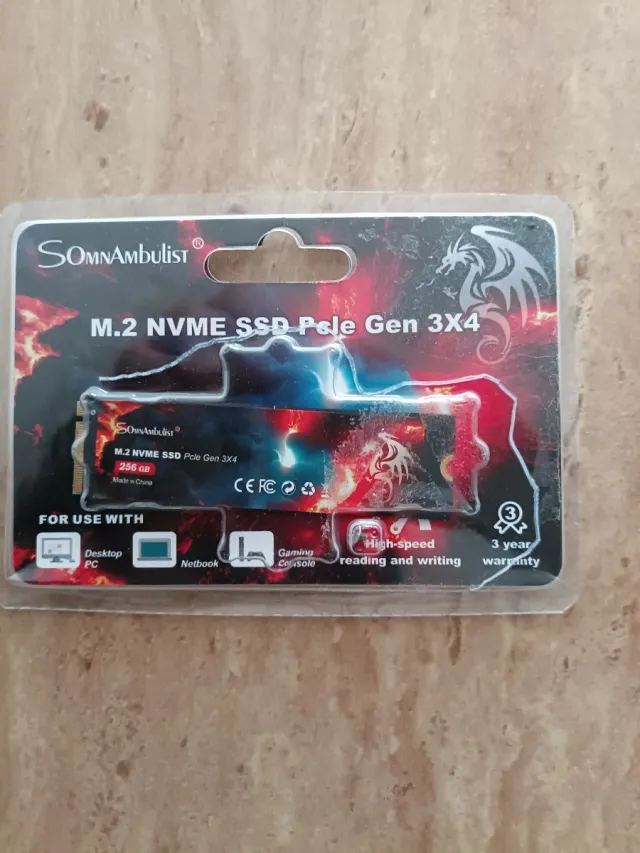 SOMNAMBULIST®
M.2 NVME SSD PcIe Gen 3X4
SOMNAMBULIST ®
M.2 NVME SSD PcIe Gen 3X4
256 GB
Made in China
CE FC
FOR USE WITH
Desktop
PC
Netbook
Gaming
Console
High-speed
reading and writing
3
3 year
warranty